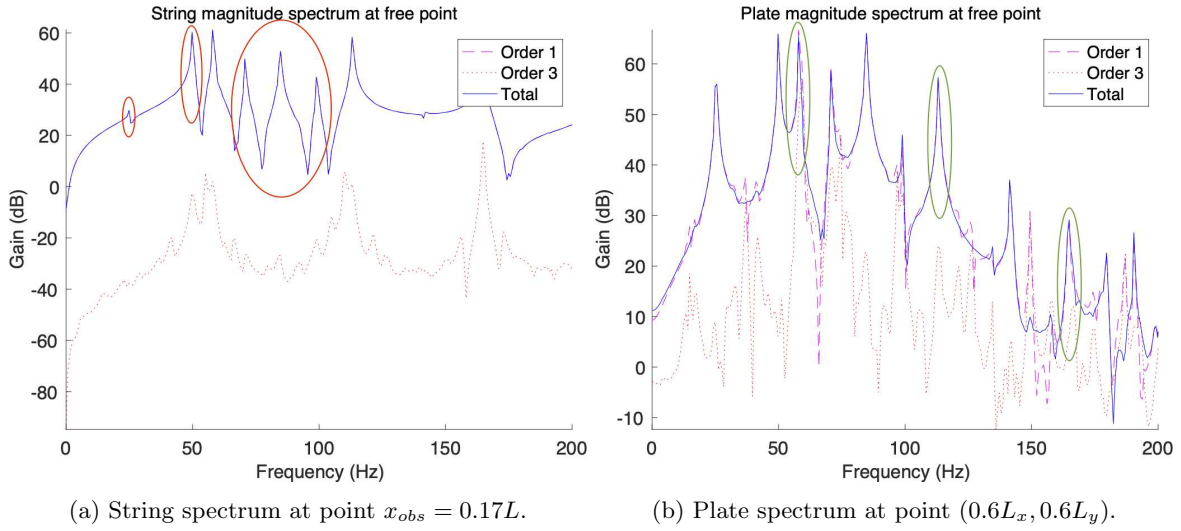 String magnitude spectrum at free point
60
40
20
0
-20
-40
-60
-80
Gain (dB)
0
50
100
150
200
Frequency (Hz)
Order 1
Order 3
Total
(a) String spectrum at point x_{obs} = 0.17L.
Plate magnitude spectrum at free point
60
50
40
30
20
10
0
-10
Gain (dB)
0
50
100
150
200
Frequency (Hz)
Order 1
Order 3
Total
(b) Plate spectrum at point (0.6L_x, 0.6L_y).